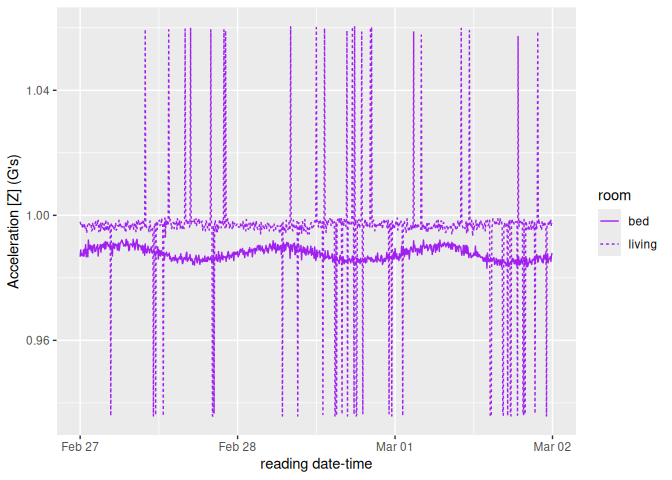 Acceleration [Z] (G's)
1.04
1.00
0.96
Feb 27
Feb 28
Mar 01
Mar 02
reading date-time
room
bed
living